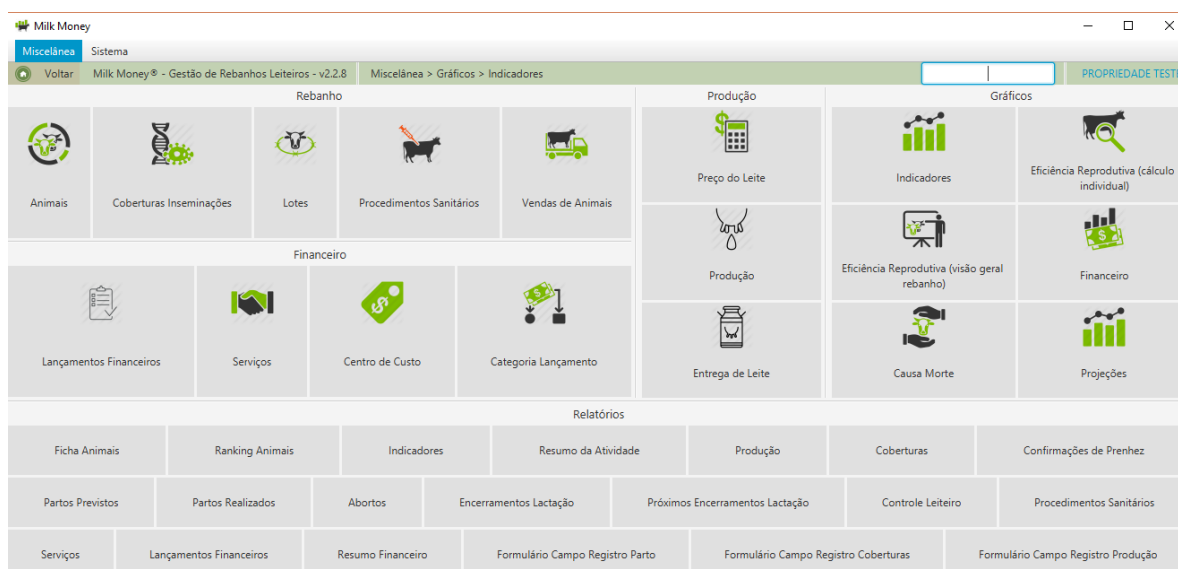 Milk Money
Miscelânea Sistema
Voltar Milk Money® - Gestão de Rebanhos Leiteiros - v2.2.8 Miscelânea > Gráficos > Indicadores PROPRIEDADE TESTE
Rebanho Produção Gráficos
Animais Coberturas Inseminações Lotes Procedimentos Sanitários Vendas de Animais
Preço do Leite
Indicadores
Eficiência Reprodutiva (cálculo
individual)
Financeiro
Produção
Eficiência Reprodutiva (visão geral
rebanho)
Financeiro
Lançamentos Financeiros Serviços Centro de Custo Categoria Lançamento
Entrega de Leite
Causa Morte
Projeções
Relatórios
Ficha Animais Ranking Animais Indicadores Resumo da Atividade Produção Coberturas Confirmações de Prenhez
Partos Previstos Partos Realizados Abortos Encerramentos Lactação Próximos Encerramentos Lactação Controle Leiteiro Procedimentos Sanitários
Serviços Lançamentos Financeiros Resumo Financeiro Formulário Campo Registro Parto Formulário Campo Registro Coberturas Formulário Campo Registro Produção